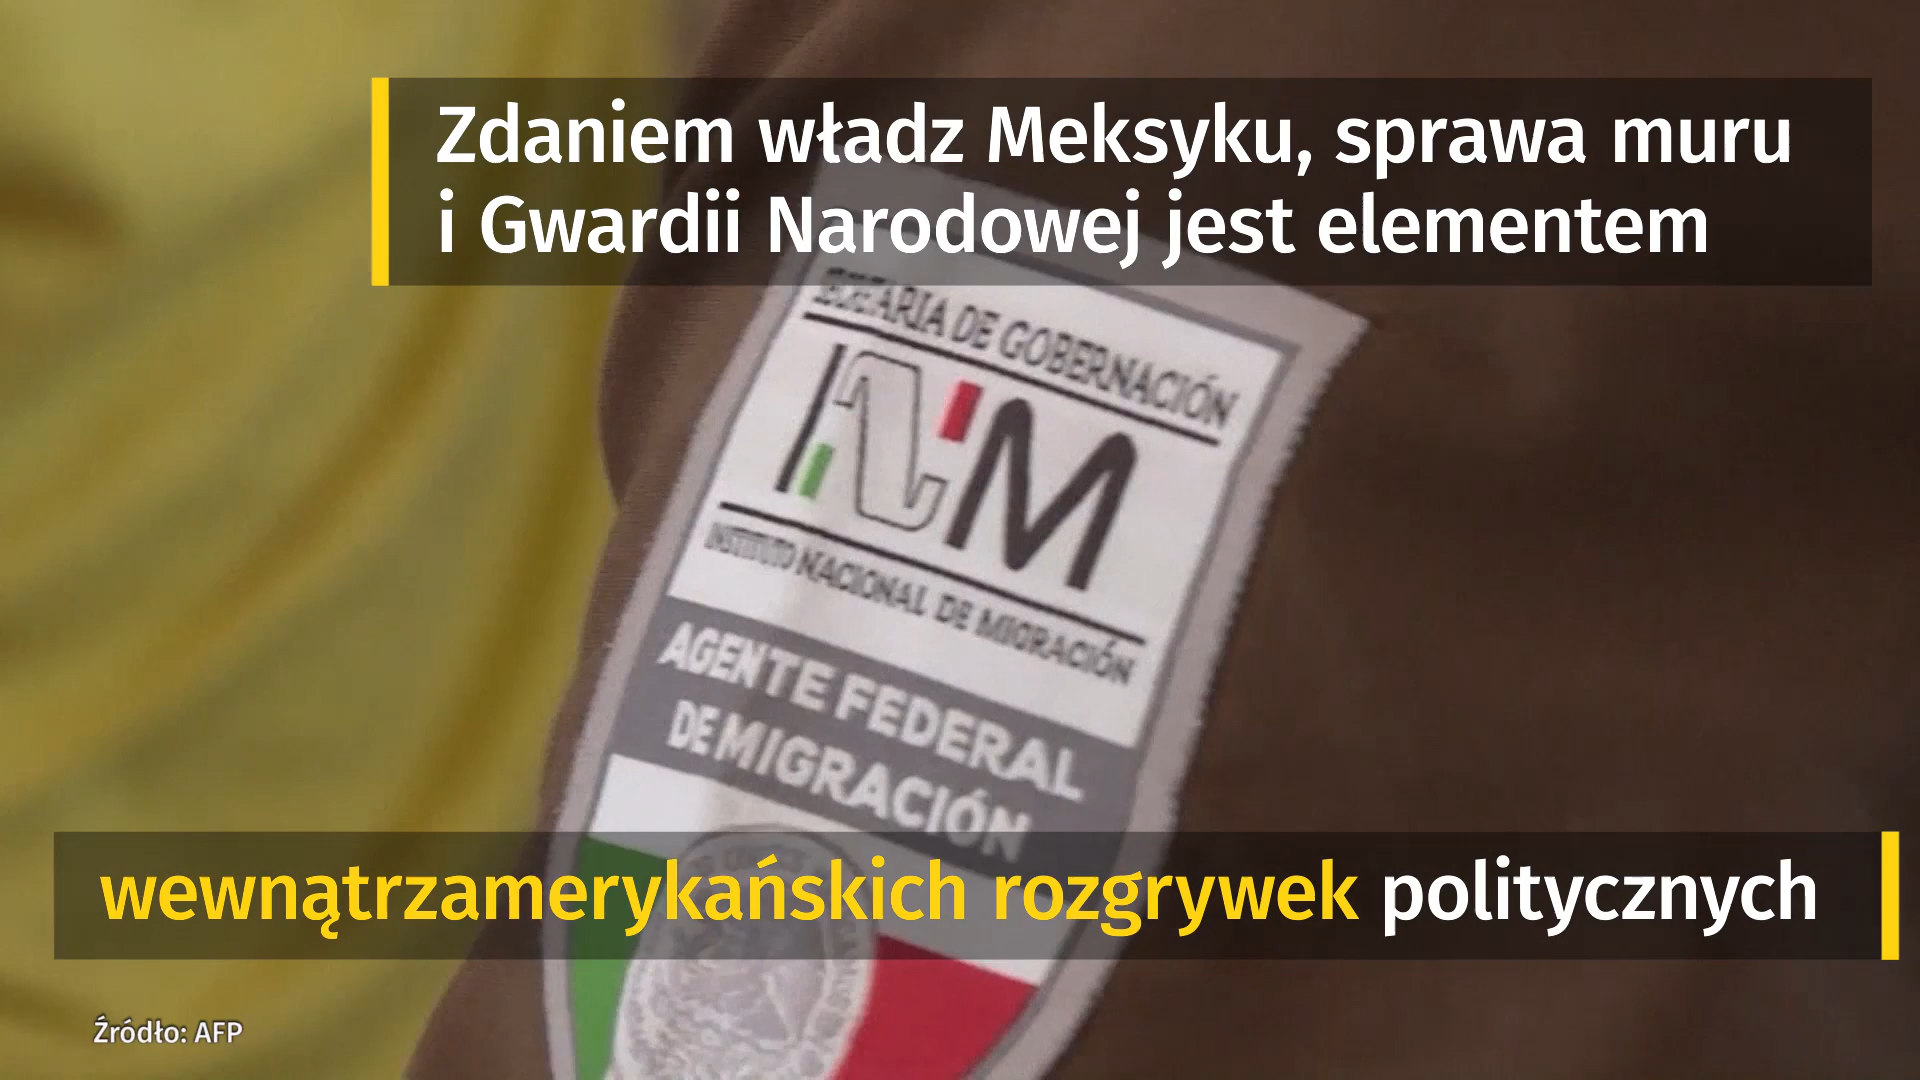 Zdaniem władz Meksyku, sprawa muru
i Gwardii Narodowej jest elementem
DE GOBERNACIÓN
INM
INSTITUTO NACIONAL DE MIGRACIÓN
AGENTE FEDERAL
DE MIGRACIÓN
wewnątrzamerykańskich rozgrywek politycznych
Źródło: AFP